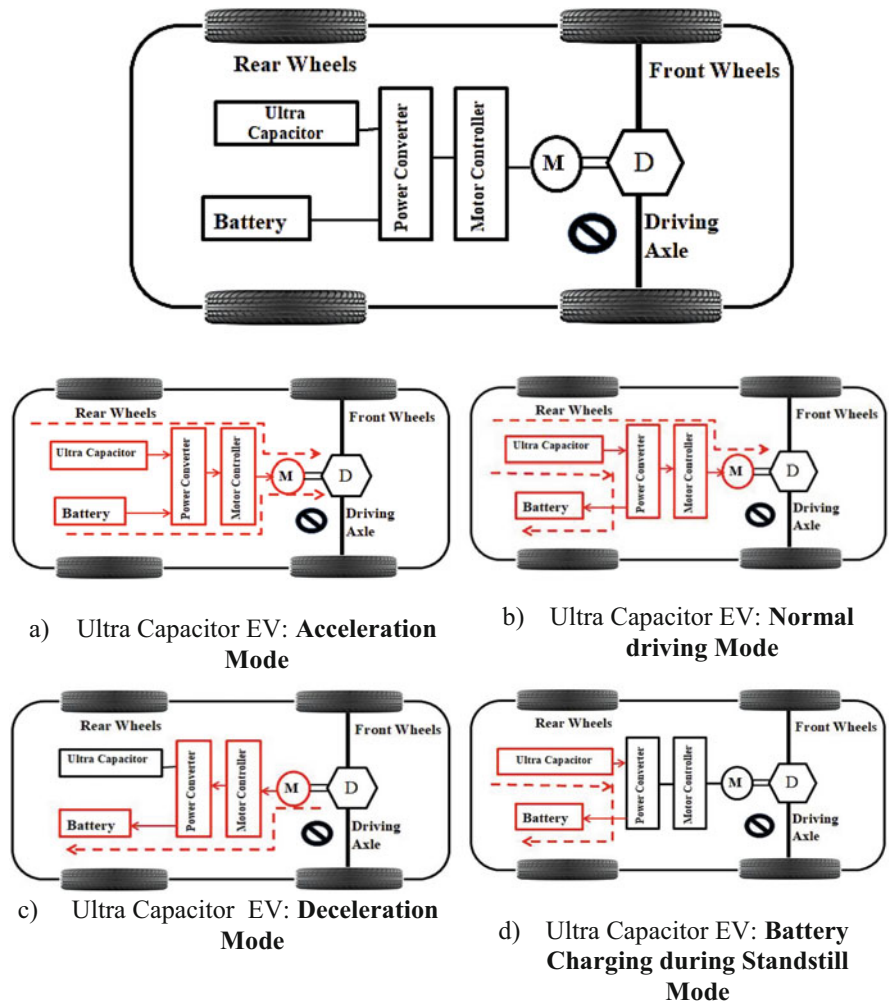 Rear Wheels
Front Wheels
Ultra
Capacitor
Power Converter
Motor Controller
M
D
Battery
Driving
Axle
Rear Wheels
Front Wheels
Ultra Capacitor
Power Converter
Motor Controller
M
D
Battery
Driving
Axle
a) Ultra Capacitor EV: Acceleration
Mode
Rear Wheels
Front Wheels
Ultra Capacitor
Power Converter
Motor Controller
M
D
Battery
Driving
Axle
b) Ultra Capacitor EV: Normal
driving Mode
Rear Wheels
Front Wheels
Ultra Capacitor
Power Converter
Motor Controller
M
D
Battery
Driving
Axle
c) Ultra Capacitor EV: Deceleration
Mode
Rear Wheels
Front Wheels
Ultra Capacitor
Power Converter
Motor Controller
M
D
Battery
Driving
Axle
d) Ultra Capacitor EV: Battery
Charging during Standstill
Mode